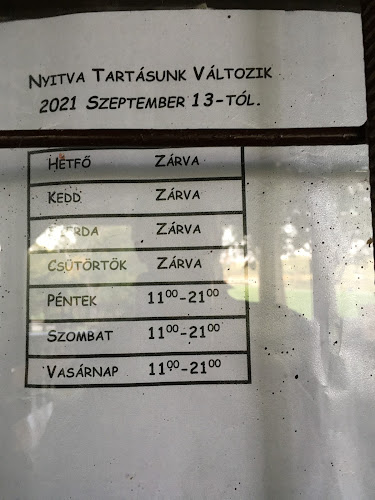 Nyitva Tartásunk Változik
2021 Szeptember 13-tól.
Hétfő Zárva
Kedd Zárva
Szerda Zárva
Csütörtök Zárva
Péntek 11⁰⁰-21⁰⁰
Szombat 11⁰⁰-21⁰⁰
Vasárnap 11⁰⁰-21⁰⁰